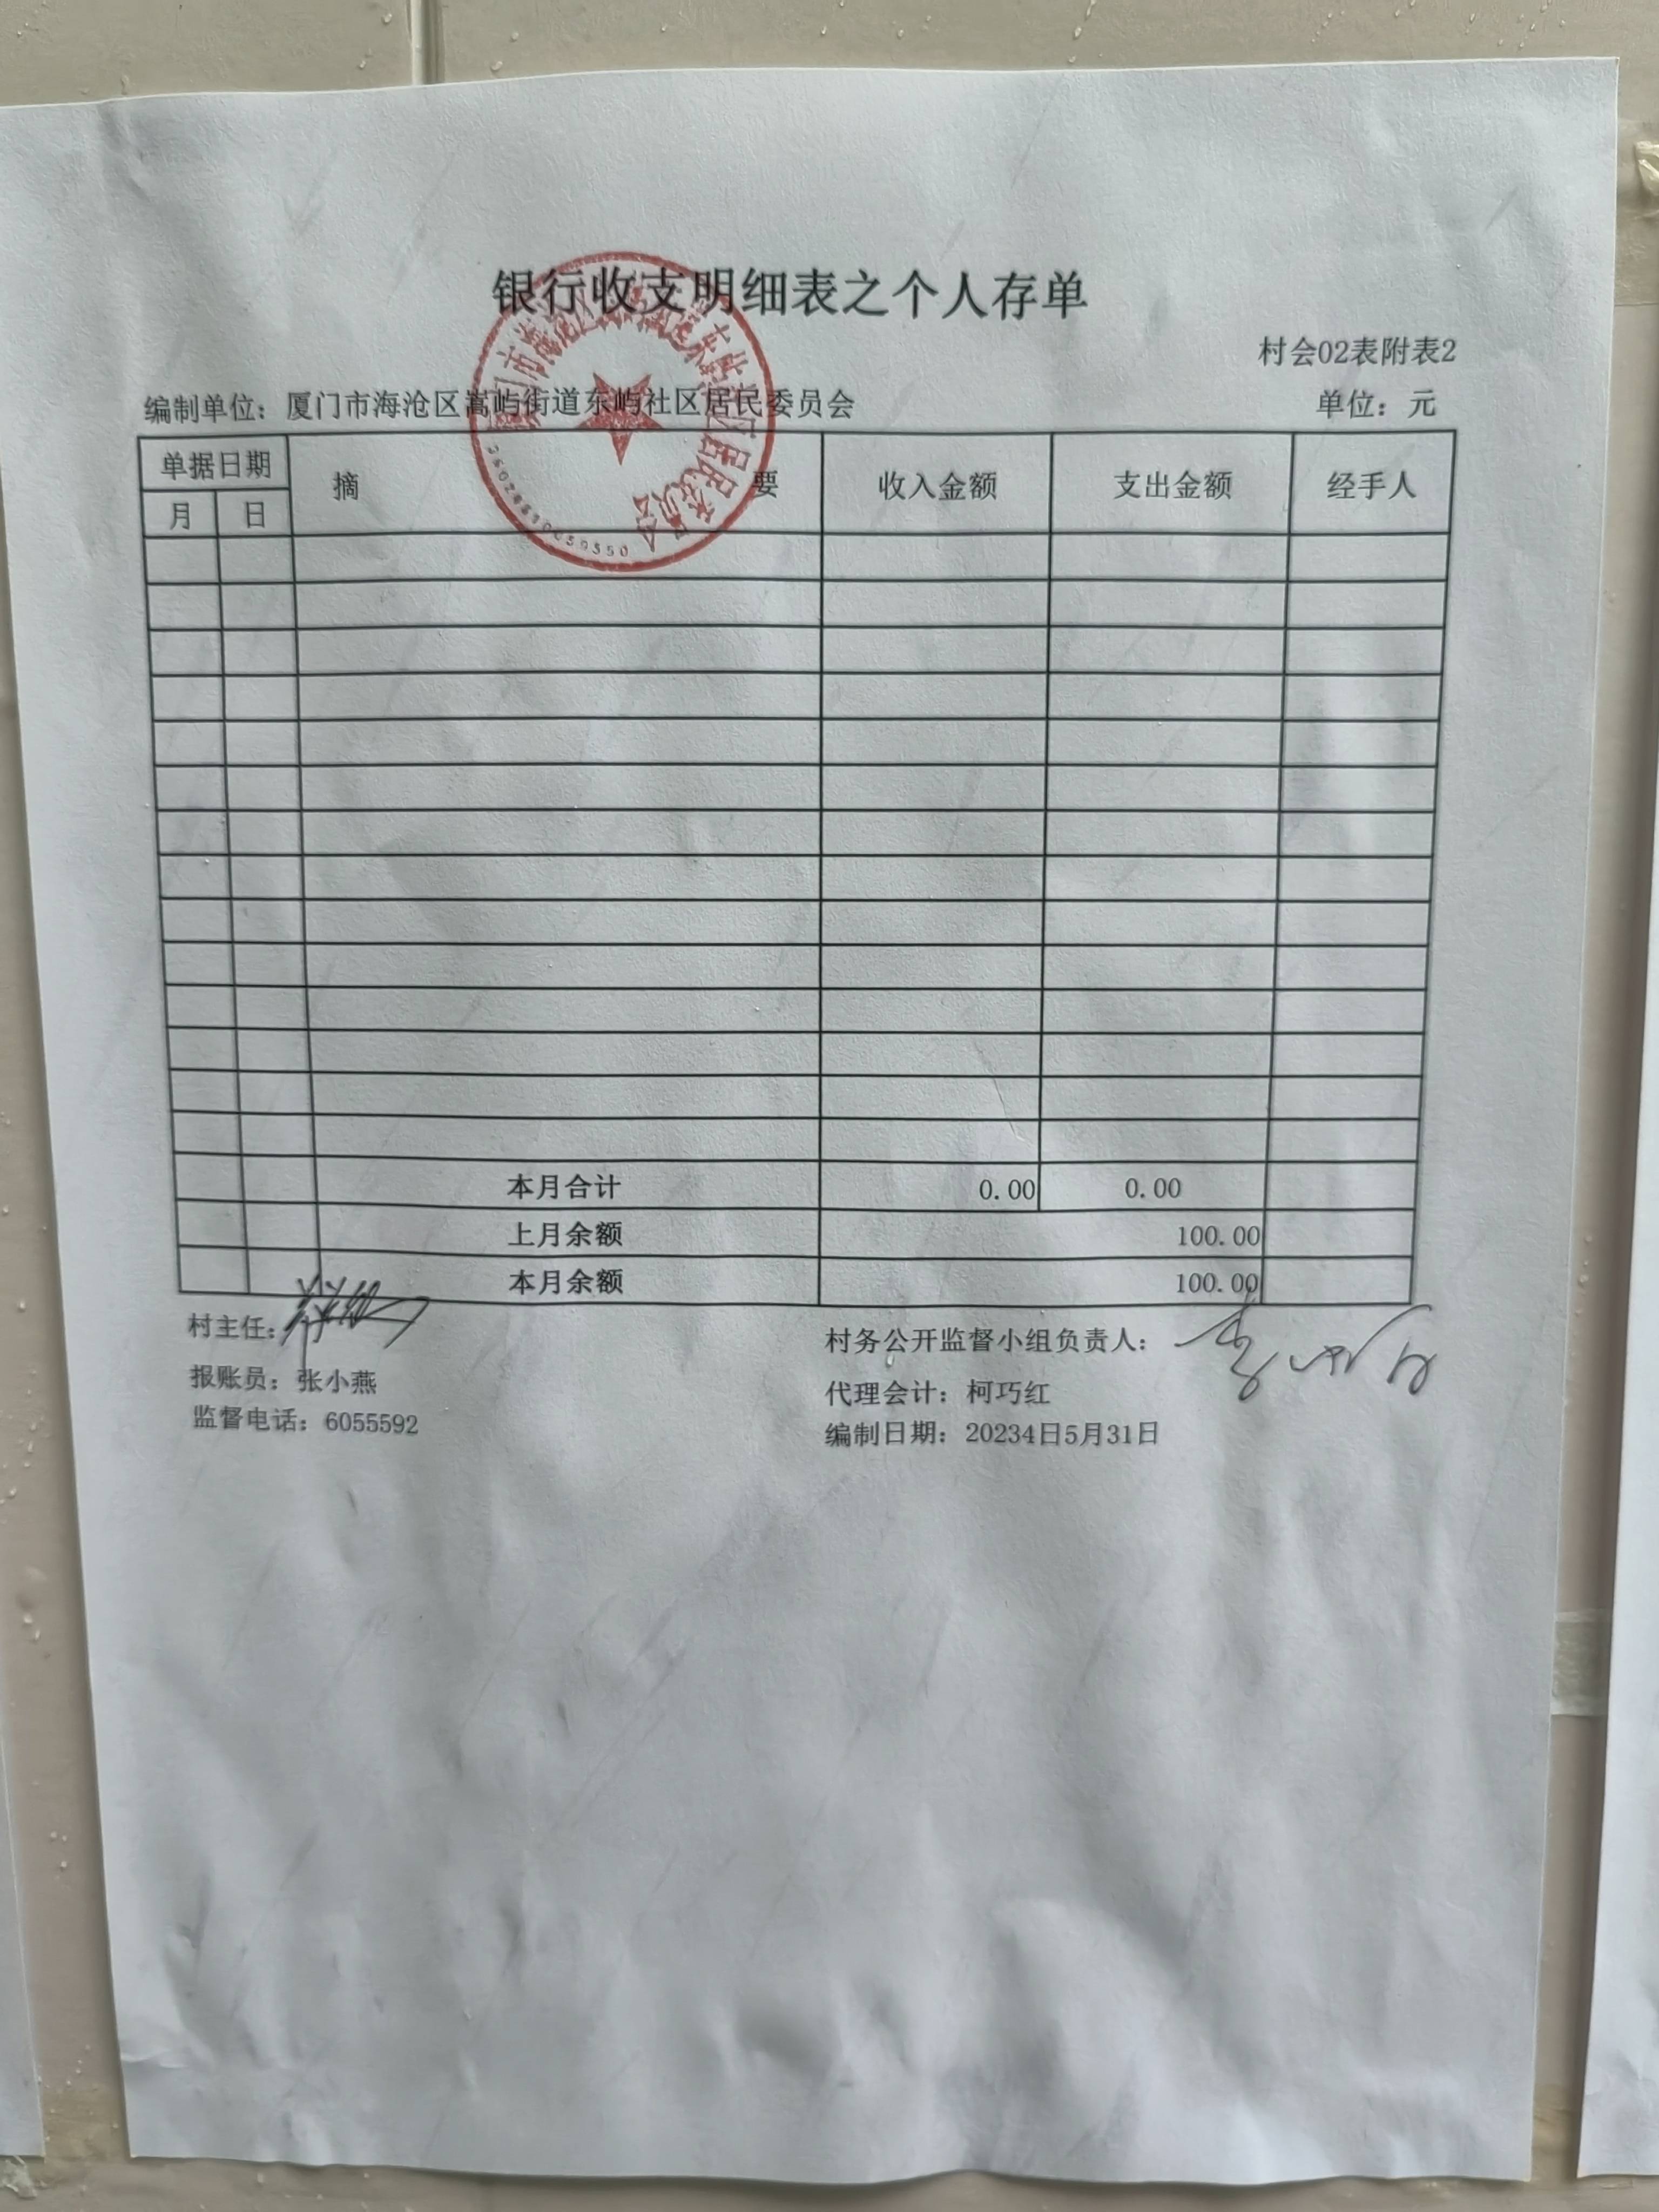 银行收支明细表之个人存单
村会02表附表2
编制单位：厦门市海沧区嵩屿街道东屿社区居民委员会 单位：元
单据日期 摘 要 收入金额 支出金额 经手人
月 日
本月合计 0.00 0.00
上月余额 100.00
本月余额 100.00
村主任： 村务公开监督小组负责人：
报账员：张小燕 代理会计：柯巧红
监督电话：6055592 编制日期：20234日5月31日